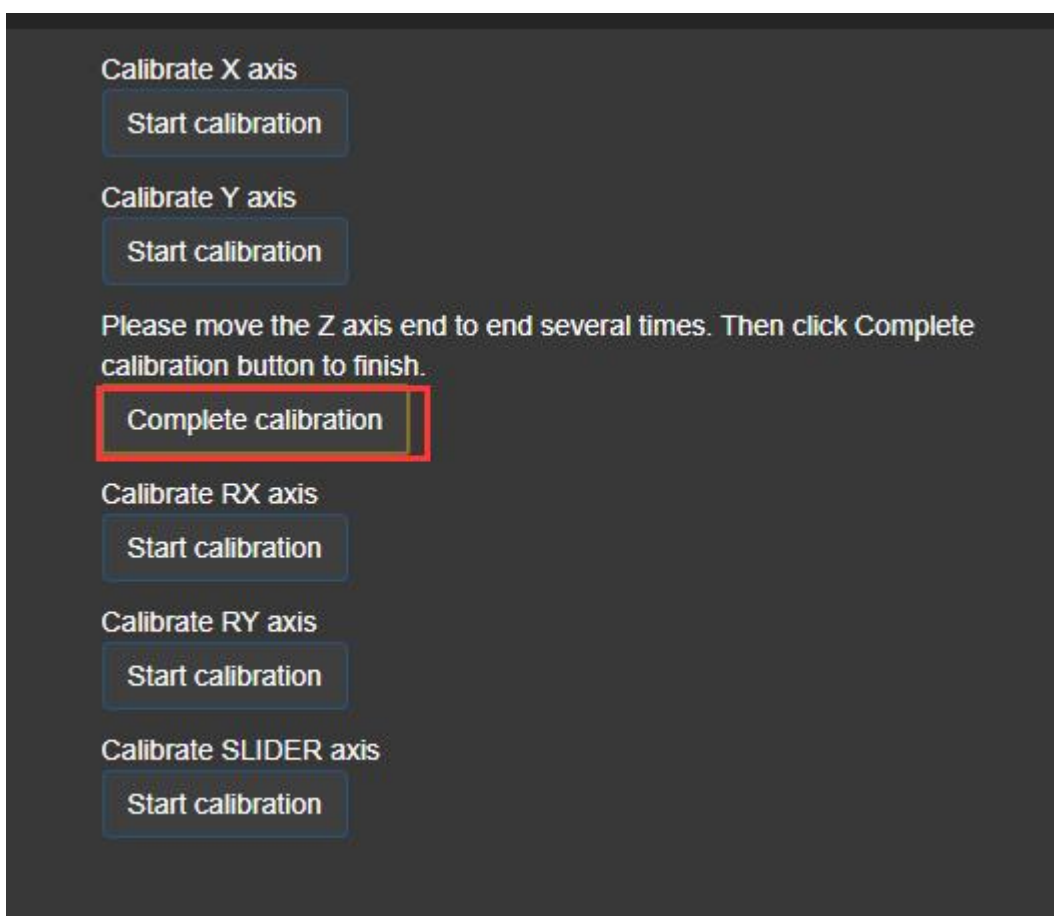 Calibrate X axis
Start calibration
Calibrate Y axis
Start calibration
Please move the Z axis end to end several times. Then click Complete
calibration button to finish.
Complete calibration
Calibrate RX axis
Start calibration
Calibrate RY axis
Start calibration
Calibrate SLIDER axis
Start calibration